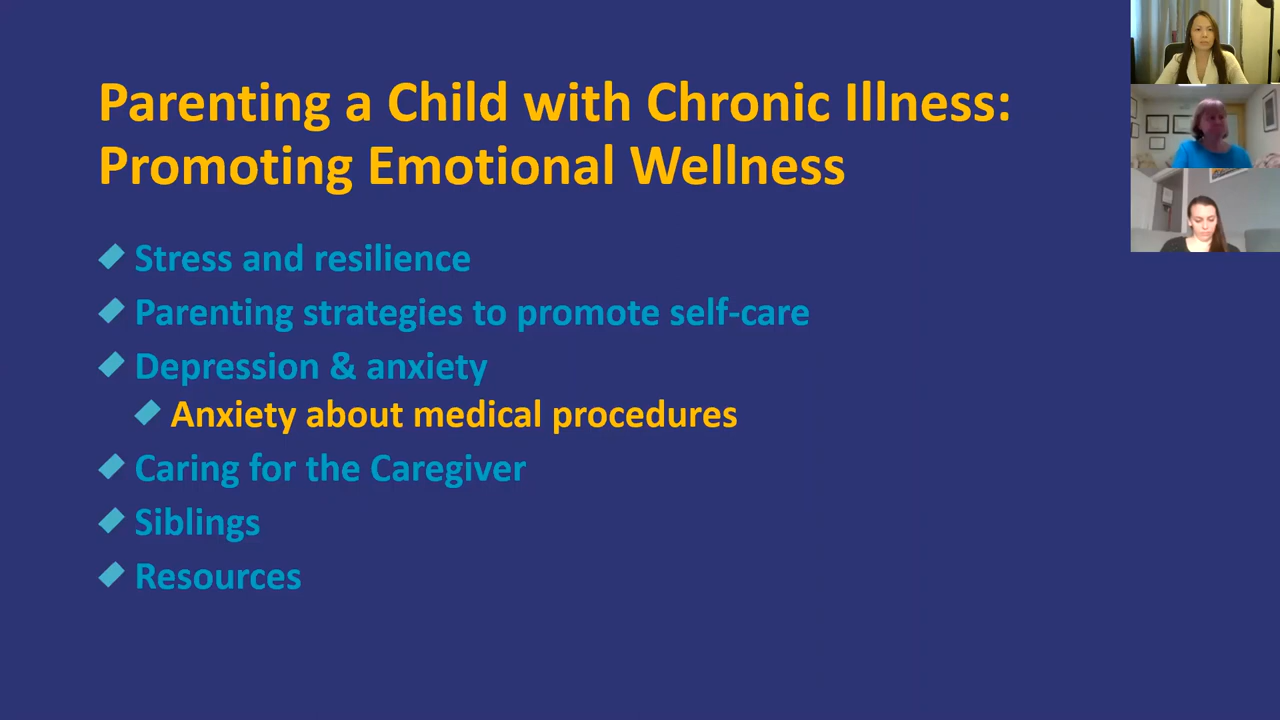 Parenting a Child with Chronic Illness:
Promoting Emotional Wellness
Stress and resilience
Parenting strategies to promote self-care
Depression & anxiety
Anxiety about medical procedures
Caring for the Caregiver
Siblings
Resources